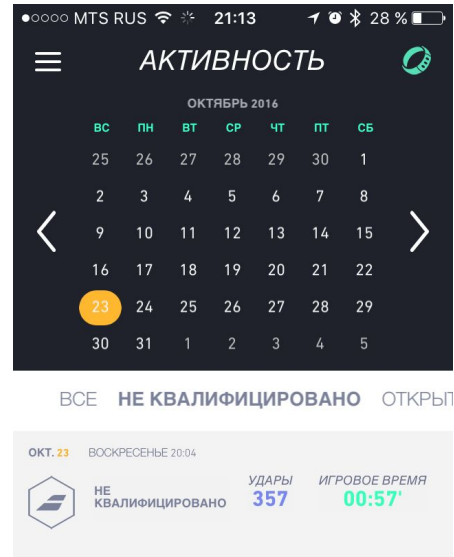 MTS RUS 21:13 28 %
АКТИВНОСТЬ
ОКТЯБРЬ 2016
ВС ПН ВТ СР ЧТ ПТ СБ
25 26 27 28 29 30 1
2 3 4 5 6 7 8
9 10 11 12 13 14 15
16 17 18 19 20 21 22
23 24 25 26 27 28 29
30 31 1 2 3 4 5
ВСЕ НЕ КВАЛИФИЦИРОВАНО ОТКРЫТ
ОКТ. 23 ВОСКРЕСЕНЬЕ 20:04
НЕ КВАЛИФИЦИРОВАНО
УДАРЫ ИГРОВОЕ ВРЕМЯ
357 00:57'